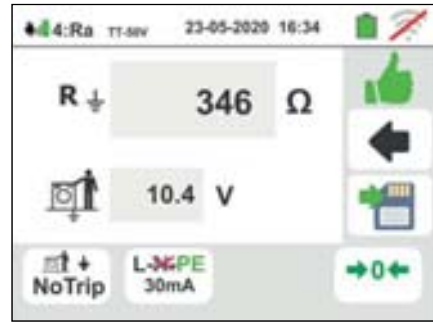 4:Ra TT-50V 23-05-2020 16:34
R 346 Ω
10.4 V
NoTrip
L-N-PE
30mA
→0←